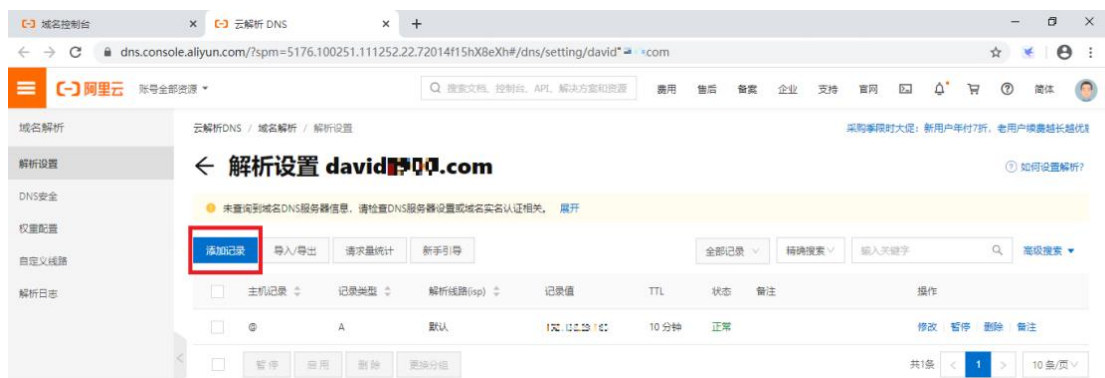 域名控制台 云解析 DNS
dns.console.aliyun.com/?spm=5176.100251.111252.22.72014f15hX8eXh#/dns/setting/david com
阿里云 账号全部资源 搜索文档、控制台、API、解决方案和资源 费用 售后 备案 企业 支持 官网 简体
域名解析 云解析DNS / 域名解析 / 解析设置 采购季限时大促：新用户年付7折，老用户续费越长越优惠
解析设置 ← 解析设置 david .com 如何设置解析?
DNS安全
未查询到域名DNS服务器信息，请检查DNS服务器设置或域名实名认证相关。 展开
权重配置
添加记录 导入/导出 请求量统计 新手引导 全部记录 精确搜索 输入关键字 高级搜索
自定义线路
解析日志 主机记录 记录类型 解析线路(isp) 记录值 TTL 状态 备注 操作
@ A 默认 10 分钟 正常 修改 暂停 删除 备注
暂停 启用 删除 更换分组 共1条 < 1 > 10 条/页